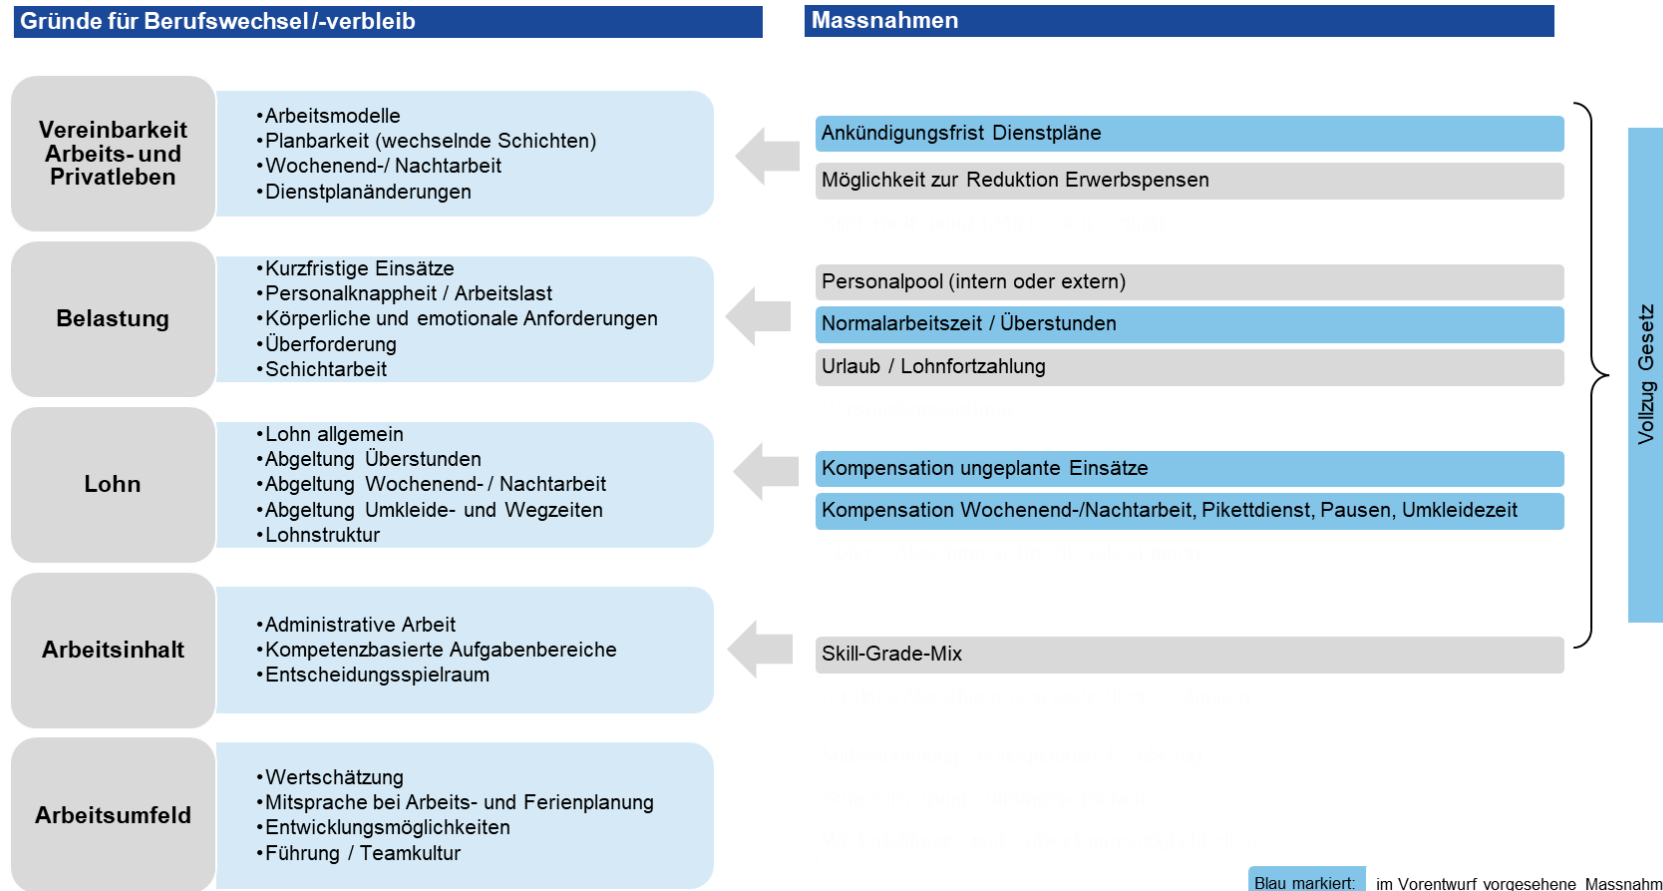 Gründe für Berufswechsel/-verbleib
Massnahmen
Vereinbarkeit
Arbeits- und
Privatleben
•Arbeitsmodelle
•Planbarkeit (wechselnde Schichten)
•Wochenend-/ Nachtarbeit
•Dienstplanänderungen
Ankündigungsfrist Dienstpläne
Möglichkeit zur Reduktion Erwerbspensen
Belastung
•Kurzfristige Einsätze
•Personalknappheit / Arbeitslast
•Körperliche und emotionale Anforderungen
•Überforderung
•Schichtarbeit
Personalpool (intern oder extern)
Normalarbeitszeit / Überstunden
Urlaub / Lohnfortzahlung
Lohn
•Lohn allgemein
•Abgeltung Überstunden
•Abgeltung Wochenend- / Nachtarbeit
•Abgeltung Umkleide- und Wegzeiten
•Lohnstruktur
Kompensation ungeplante Einsätze
Kompensation Wochenend-/Nachtarbeit, Pikettdienst, Pausen, Umkleidezeit
Arbeitsinhalt
•Administrative Arbeit
•Kompetenzbasierte Aufgabenbereiche
•Entscheidungsspielraum
Skill-Grade-Mix
Arbeitsumfeld
•Wertschätzung
•Mitsprache bei Arbeits- und Ferienplanung
•Entwicklungsmöglichkeiten
•Führung / Teamkultur
Vollzug Gesetz
Blau markiert: im Vorentwurf vorgesehene Massnahm